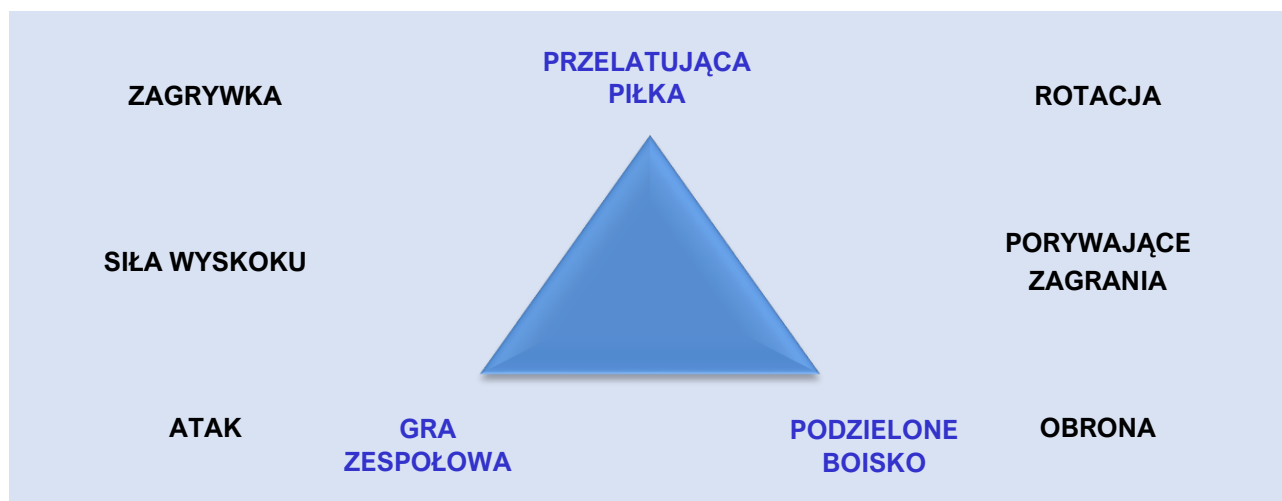 PRZELATUJĄCA
PIŁKA
ZAGRYWKA
ROTACJA
SIŁA WYSKOKU
PORYWAJĄCE
ZAGRANIA
ATAK
GRA
ZESPOŁOWA
PODZIELONE
BOISKO
OBRONA